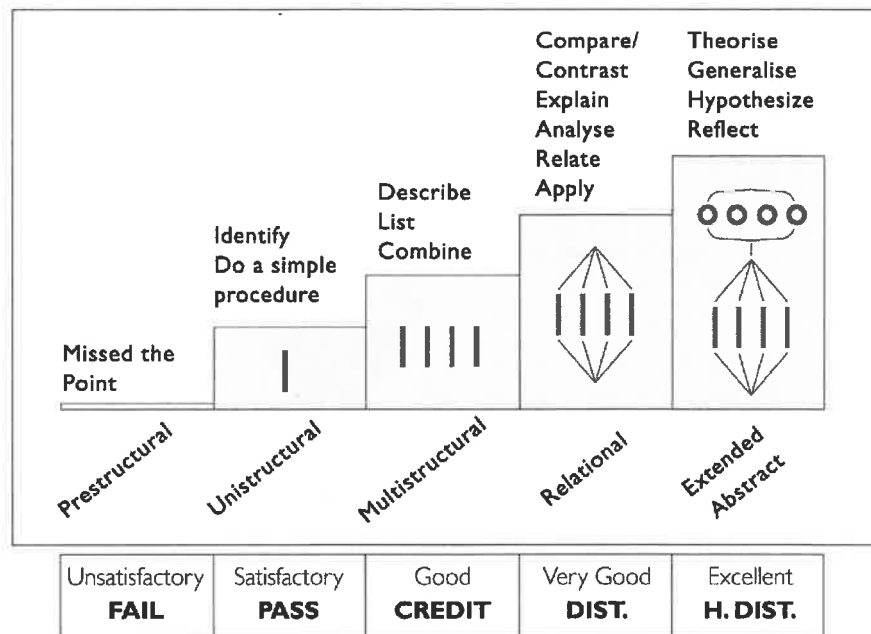 Compare/
Contrast
Explain
Analyse
Relate
Apply
Theorise
Generalise
Hypothesize
Reflect
Describe
List
Combine
Identify
Do a simple
procedure
Missed the
Point
Prestructural
Unistructural
Multistructural
Relational
Extended
Abstract
Unsatisfactory
FAIL
Satisfactory
PASS
Good
CREDIT
Very Good
DIST.
Excellent
H. DIST.